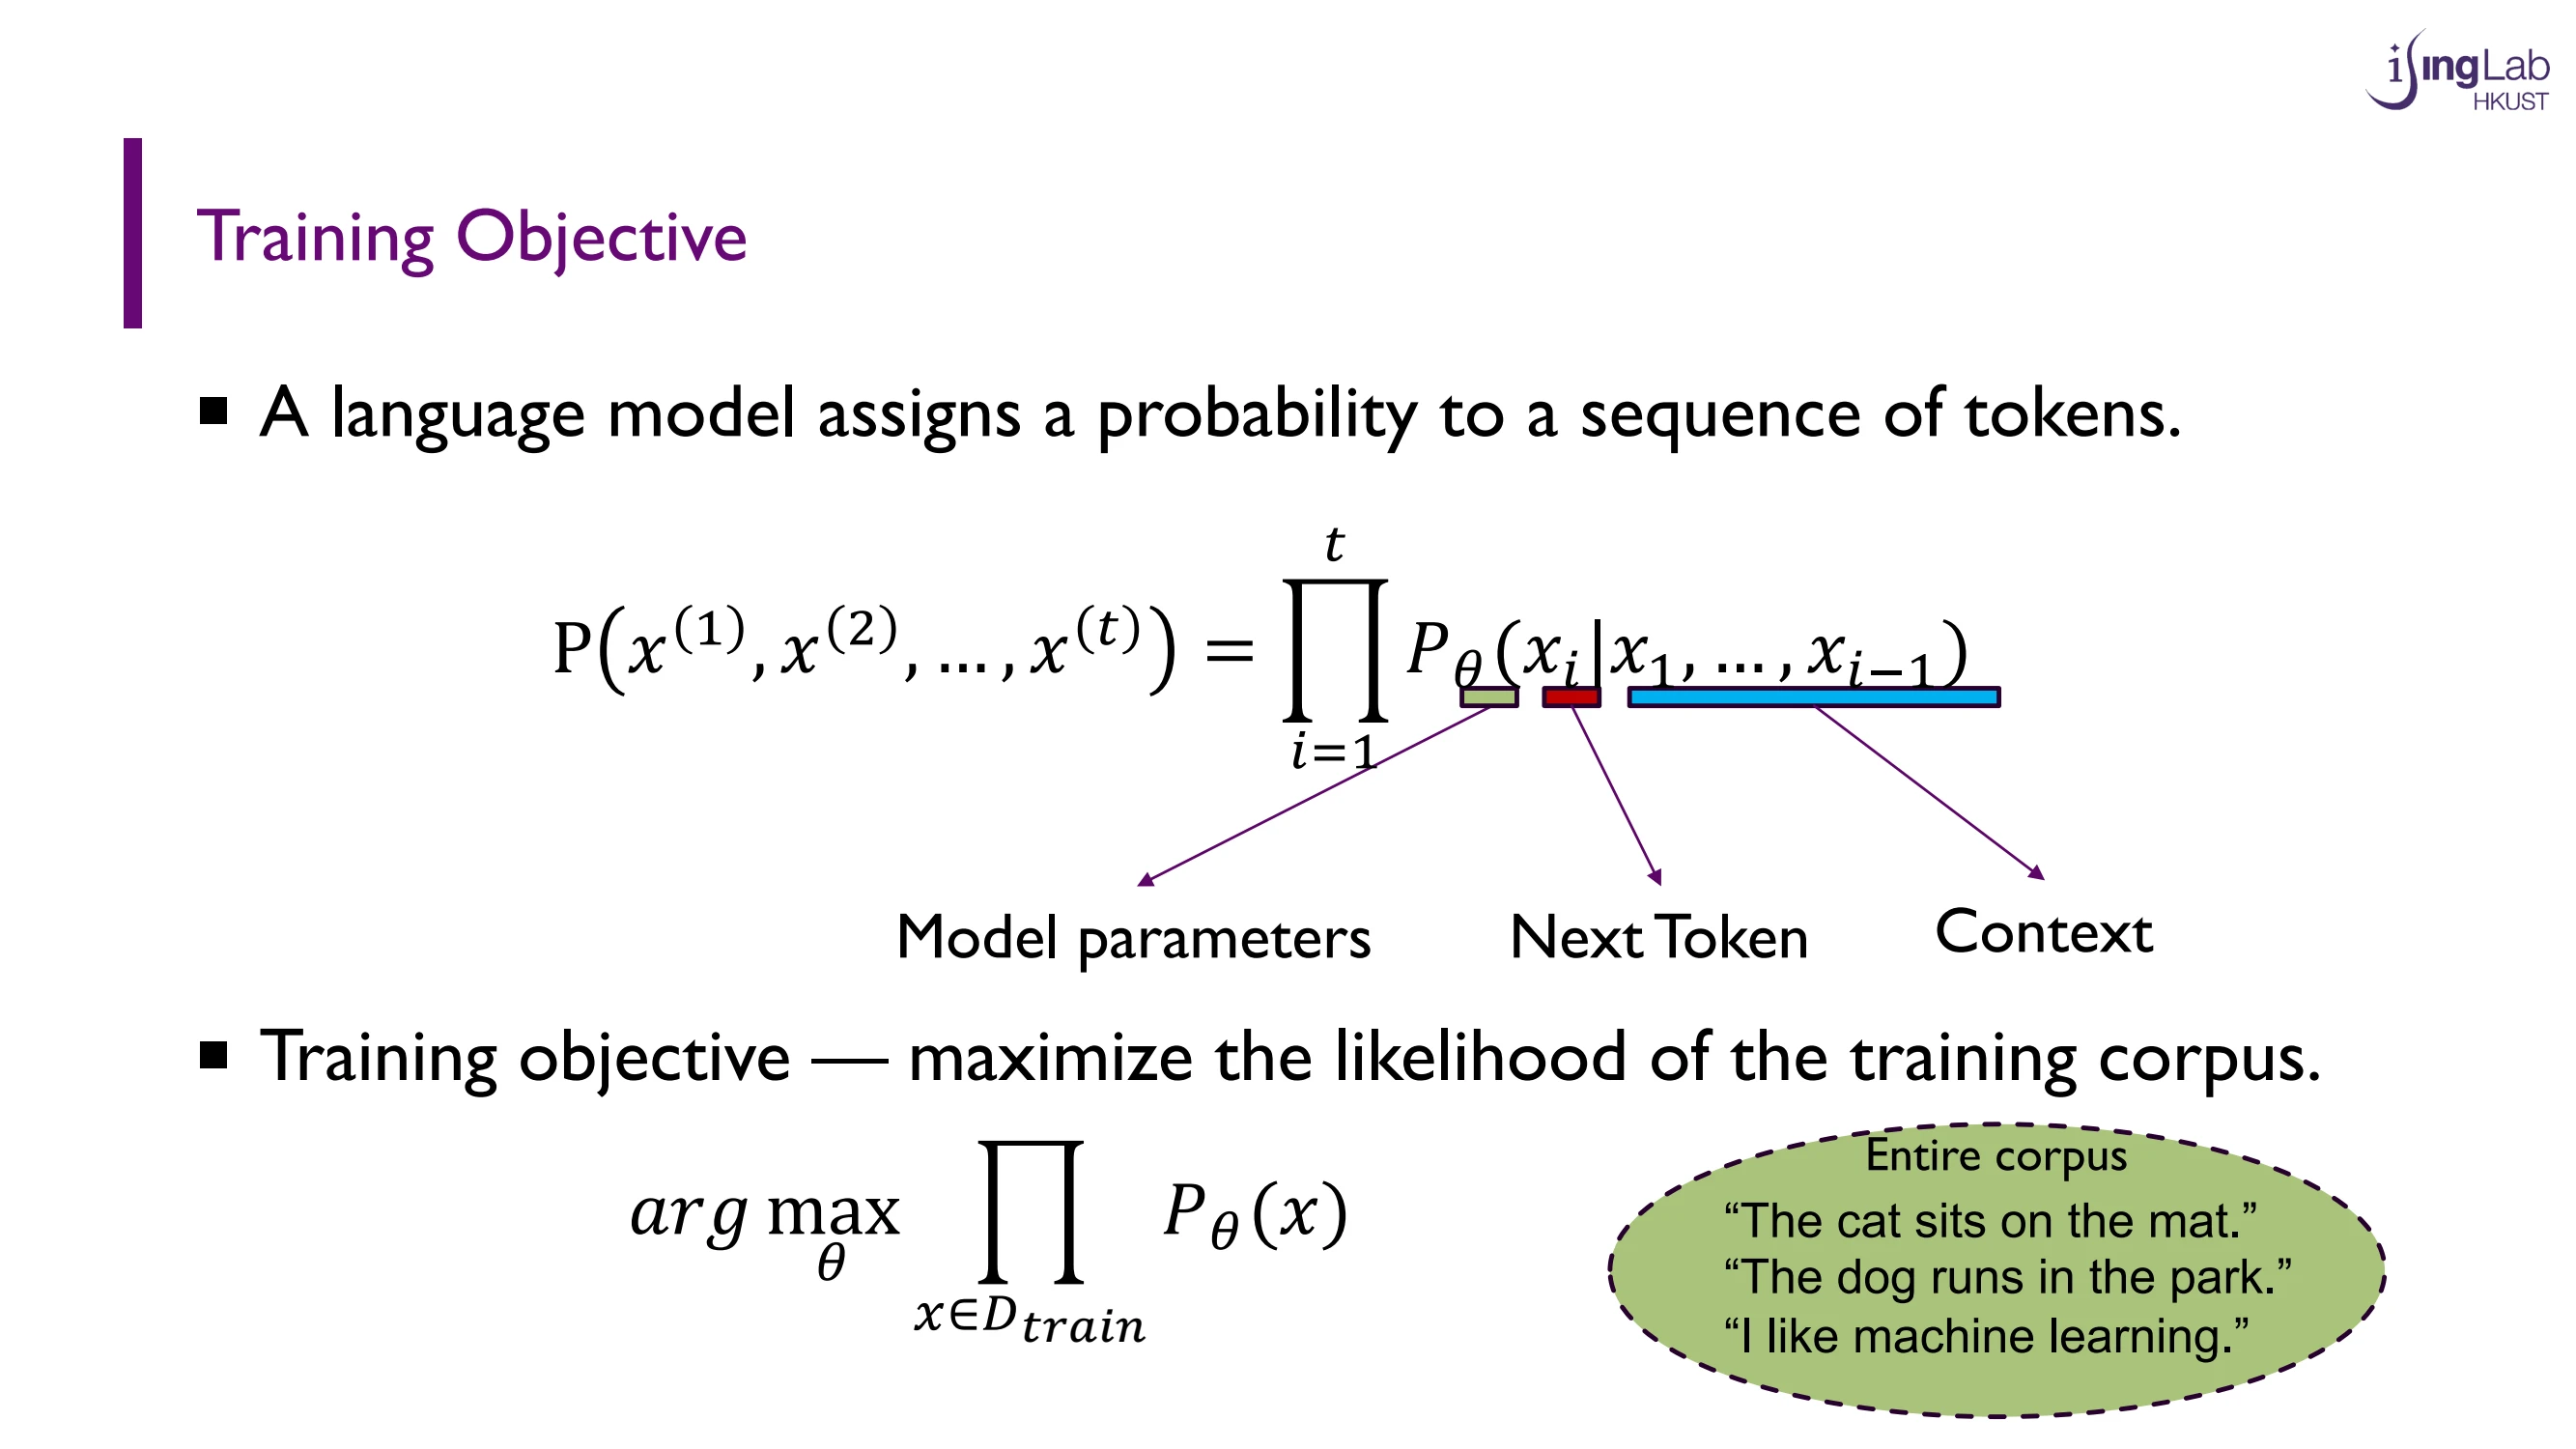 iSingLab
HKUST
Training Objective
▪ A language model assigns a probability to a sequence of tokens.
P(x⁽¹⁾, x⁽²⁾, … , x⁽ᵗ⁾) = ∏_{i=1}^{t} P_θ(x_i|x_1, … , x_{i−1})
Model parameters Next Token Context
▪ Training objective — maximize the likelihood of the training corpus.
arg max_θ ∏_{x∈D_{train}} P_θ(x)
Entire corpus
“The cat sits on the mat.”
“The dog runs in the park.”
“I like machine learning.”